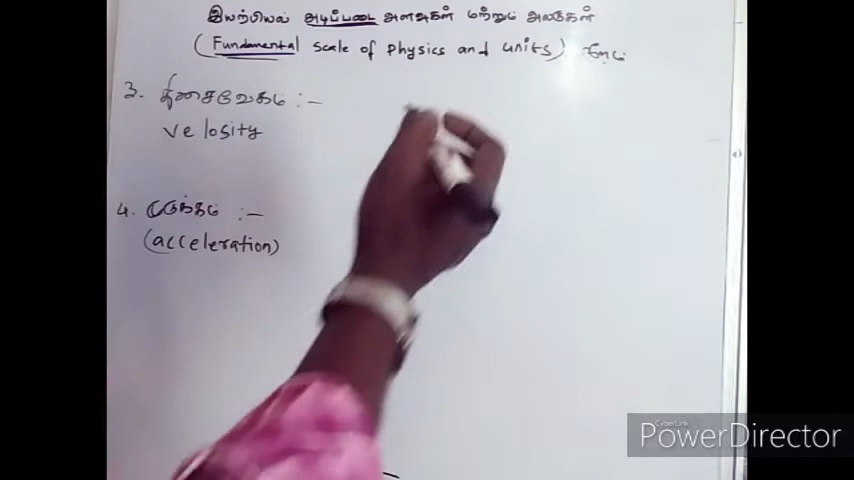 இயற்பியல் அடிப்படை அளவுகள் மற்றும் அலகுகள்
(Fundamental scale of physics and units)
3. திசைவேகம் :-
velosity
4. முடுக்கம் :-
(acceleration)
CyberLink
PowerDirector